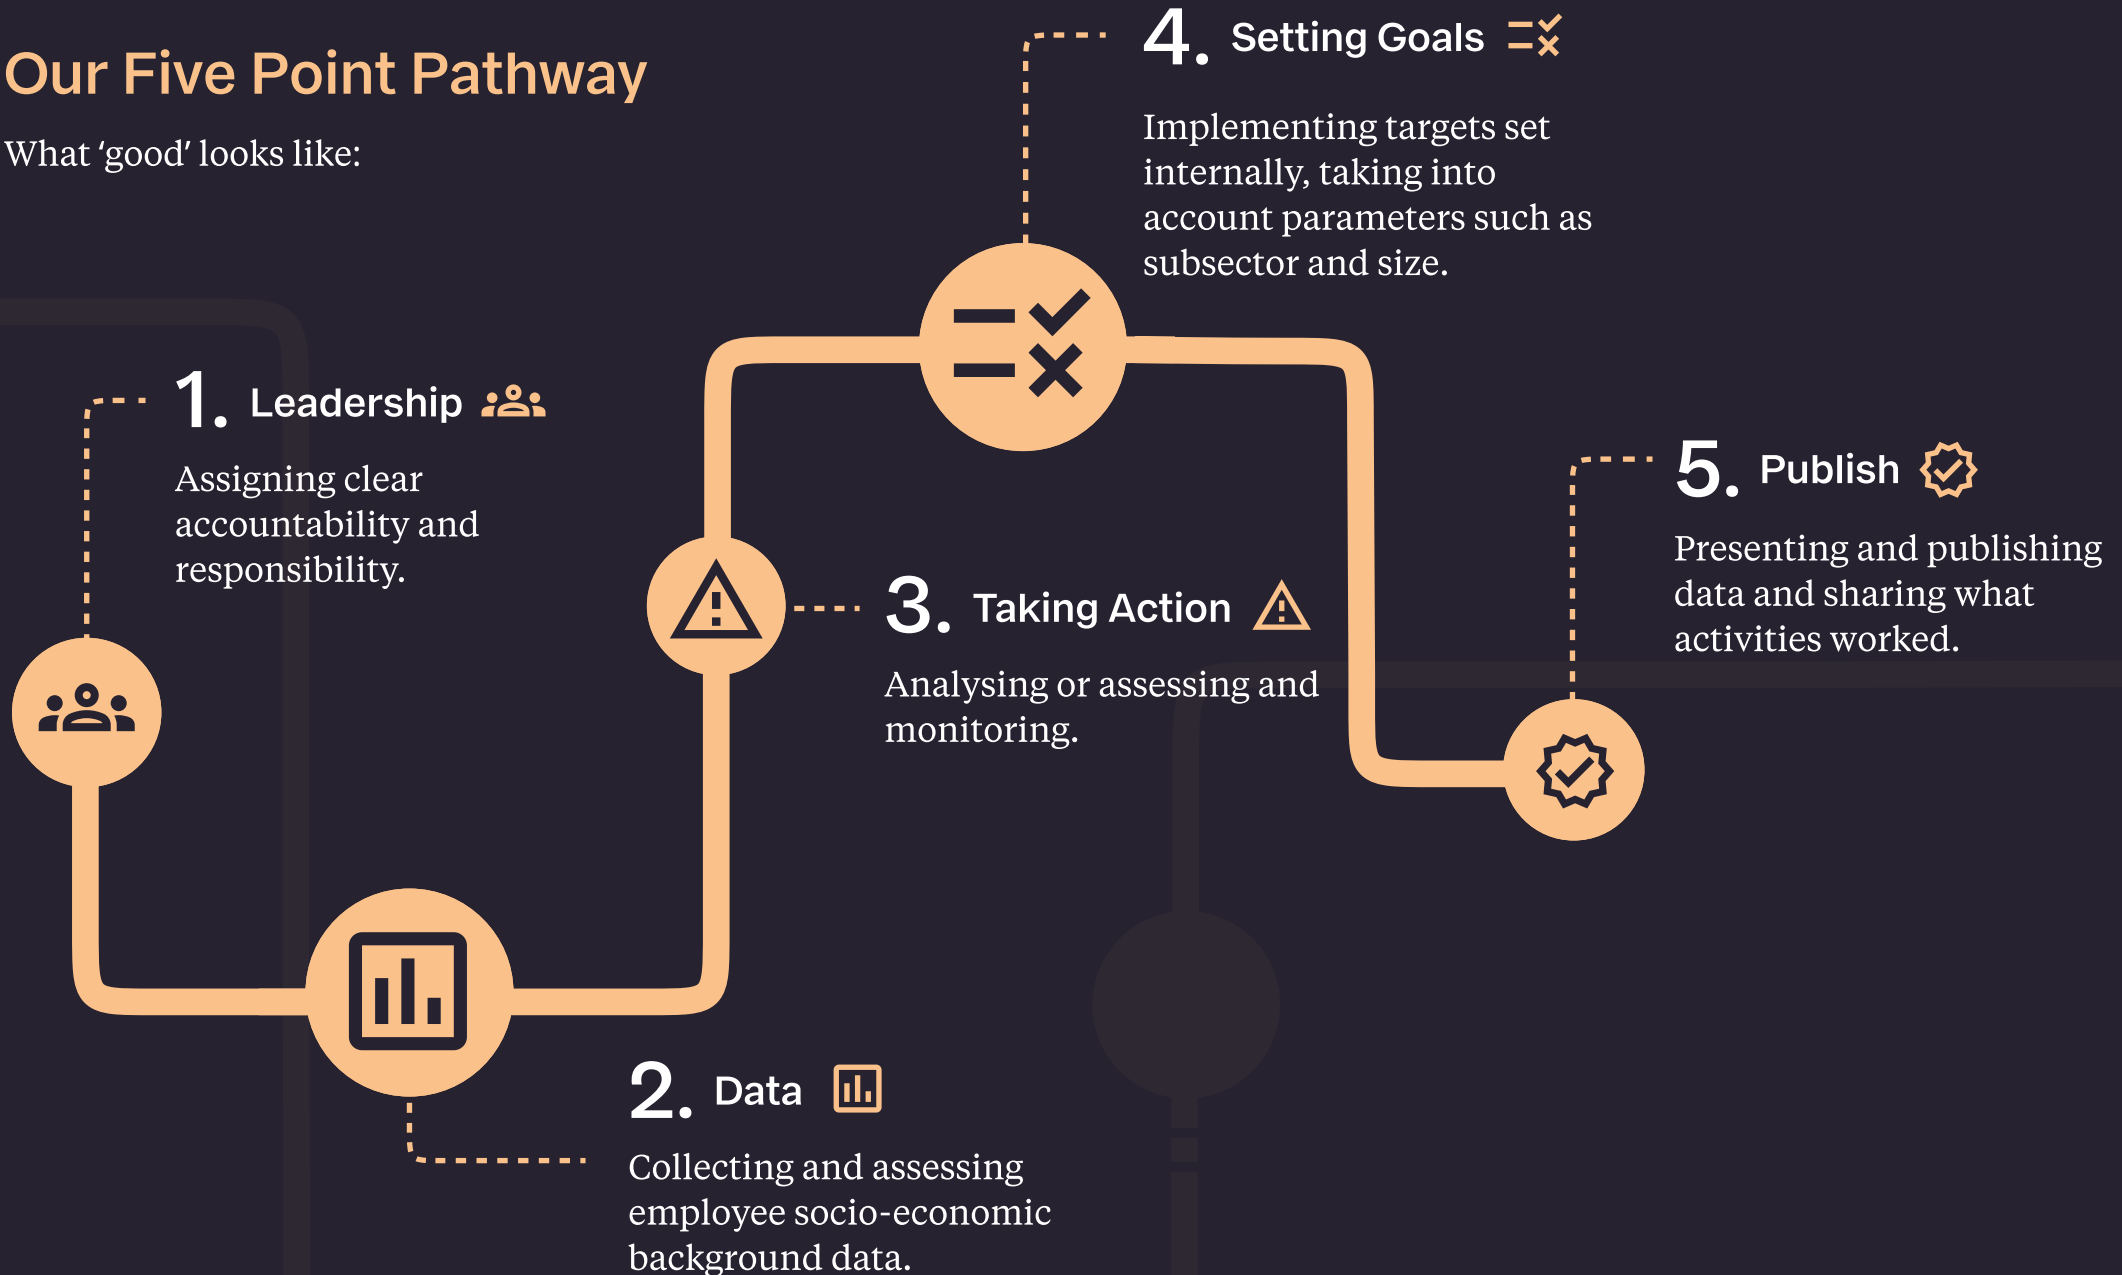 Our Five Point Pathway
What ‘good’ looks like:
1. Leadership
Assigning clear
accountability and
responsibility.
2. Data
Collecting and assessing
employee socio-economic
background data.
3. Taking Action
Analysing or assessing and
monitoring.
4. Setting Goals
Implementing targets set
internally, taking into
account parameters such as
subsector and size.
5. Publish
Presenting and publishing
data and sharing what
activities worked.